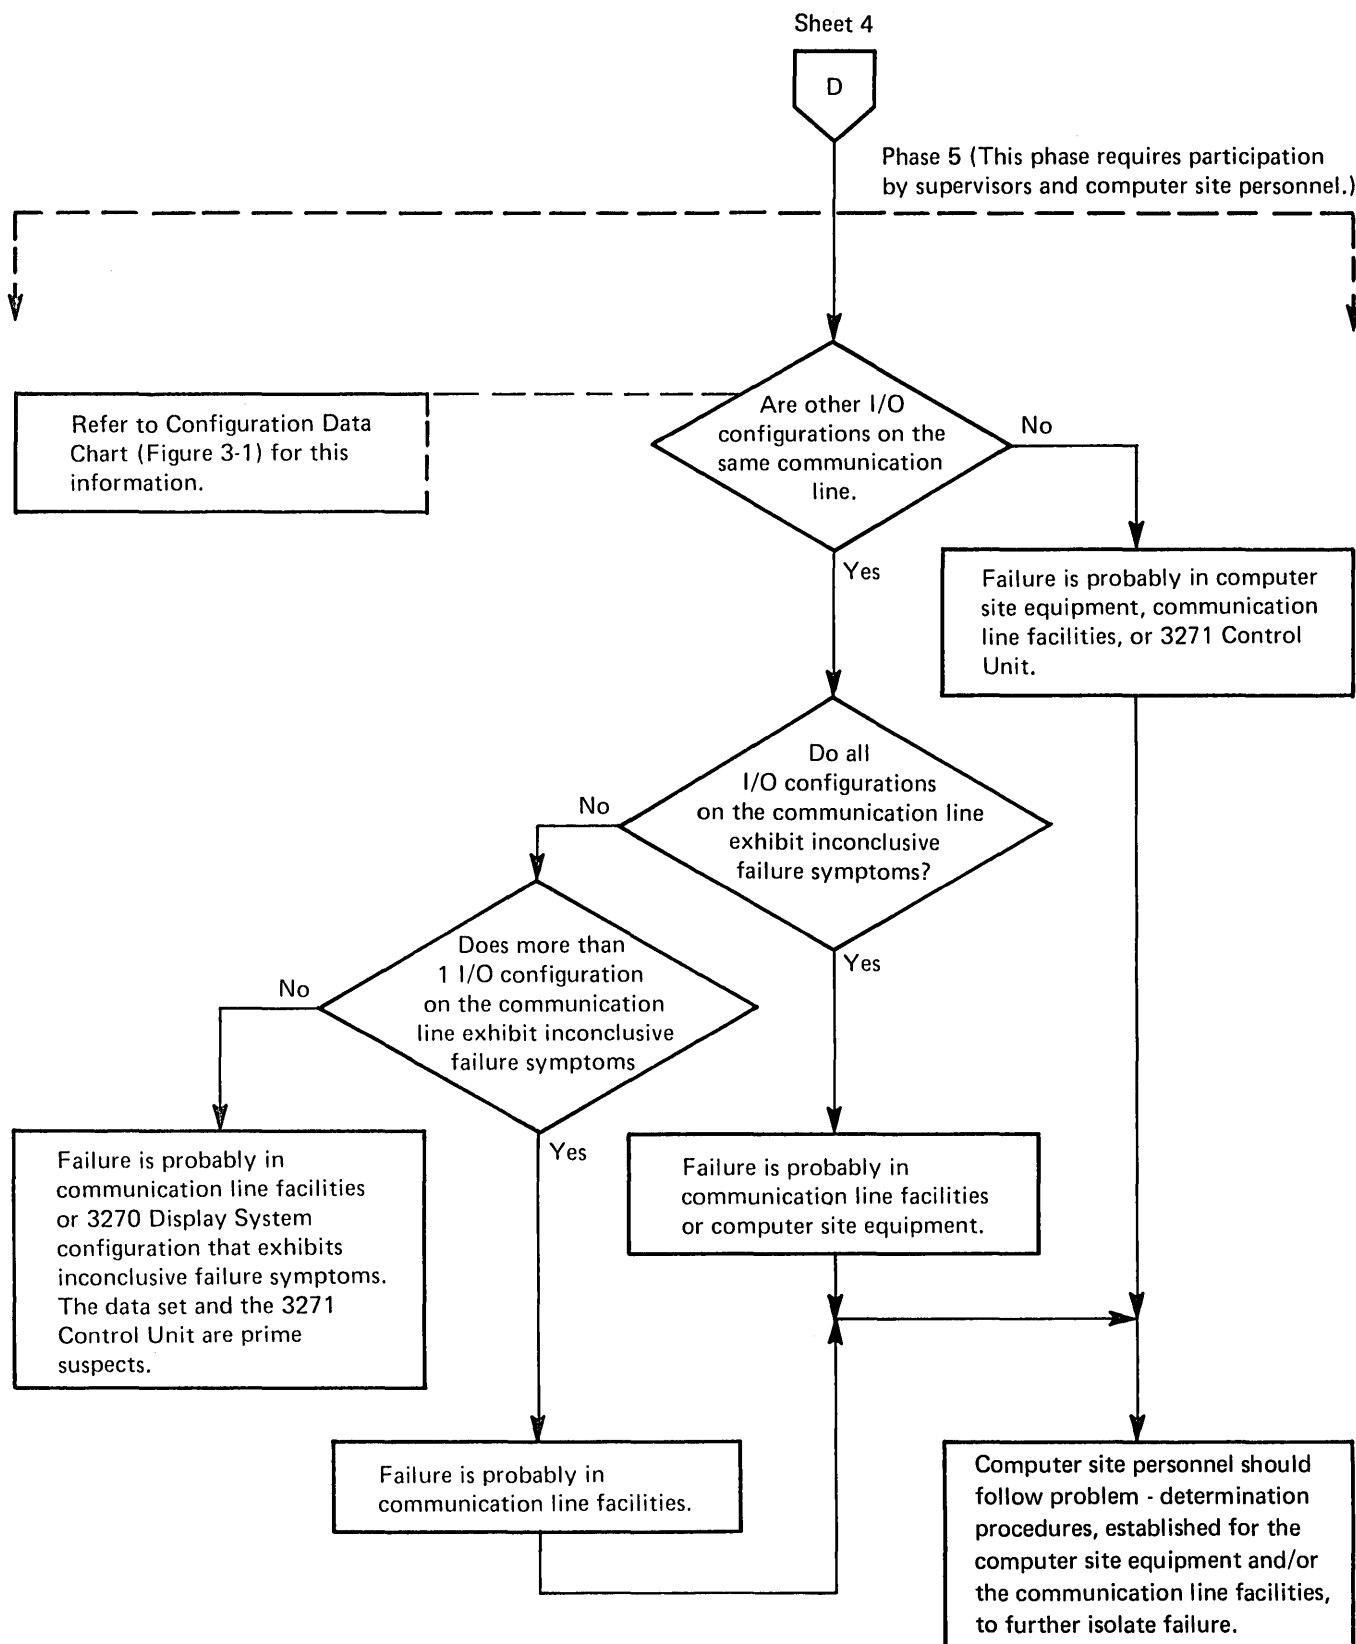 Sheet 4
D
Phase 5 (This phase requires participation
by supervisors and computer site personnel.)
Refer to Configuration Data
Chart (Figure 3-1) for this
information.
Are other I/O
configurations on the
same communication
line.
No
Yes
Failure is probably in computer
site equipment, communication
line facilities, or 3271 Control
Unit.
Do all
I/O configurations
on the communication line
exhibit inconclusive
failure symptoms?
No
Yes
Does more than
1 I/O configuration
on the communication
line exhibit inconclusive
failure symptoms
No
Yes
Failure is probably in
communication line facilities
or 3270 Display System
configuration that exhibits
inconclusive failure symptoms.
The data set and the 3271
Control Unit are prime
suspects.
Failure is probably in
communication line facilities
or computer site equipment.
Failure is probably in
communication line facilities.
Computer site personnel should
follow problem - determination
procedures, established for the
computer site equipment and/or
the communication line facilities,
to further isolate failure.